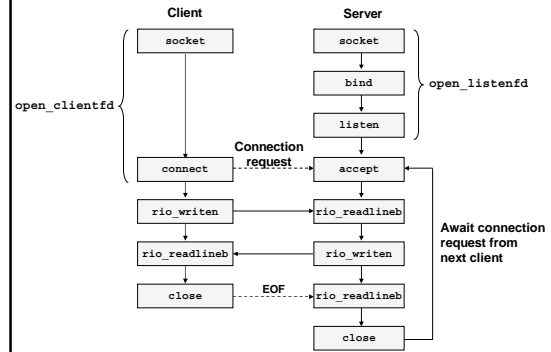 Client
Server
socket
socket
bind
open_listenfd
open_clientfd
listen
Connection
request
connect
accept
rio_writen
rio_readlineb
Await connection
request from
next client
rio_readlineb
rio_writen
close
EOF
rio_readlineb
close